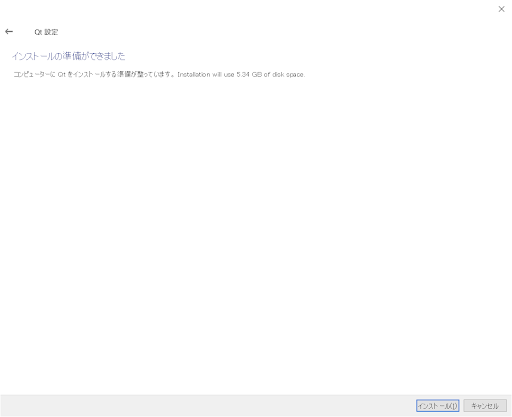 Qt 設定
インストールの準備ができました
コンピューターに Qt をインストールする準備が整っています。Installation will use 5.34 GB of disk space.
インストール(I)
キャンセル